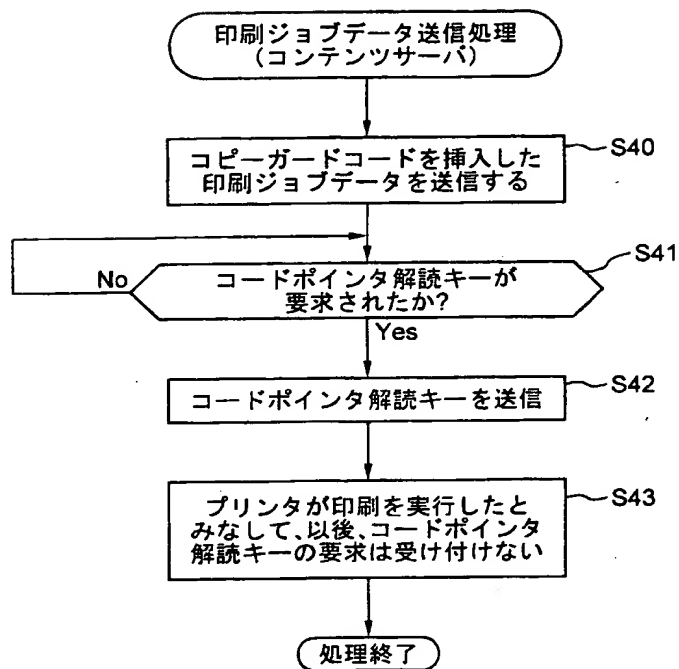 印刷ジョブデータ送信処理
(コンテンツサーバ)
コピーガードコードを挿入した
印刷ジョブデータを送信する
S40
コードポインタ解読キーが
要求されたか?
S41
No
Yes
コードポインタ解読キーを送信
S42
プリンタが印刷を実行したと
みなして、以後、コードポインタ
解読キーの要求は受け付けない
S43
処理終了